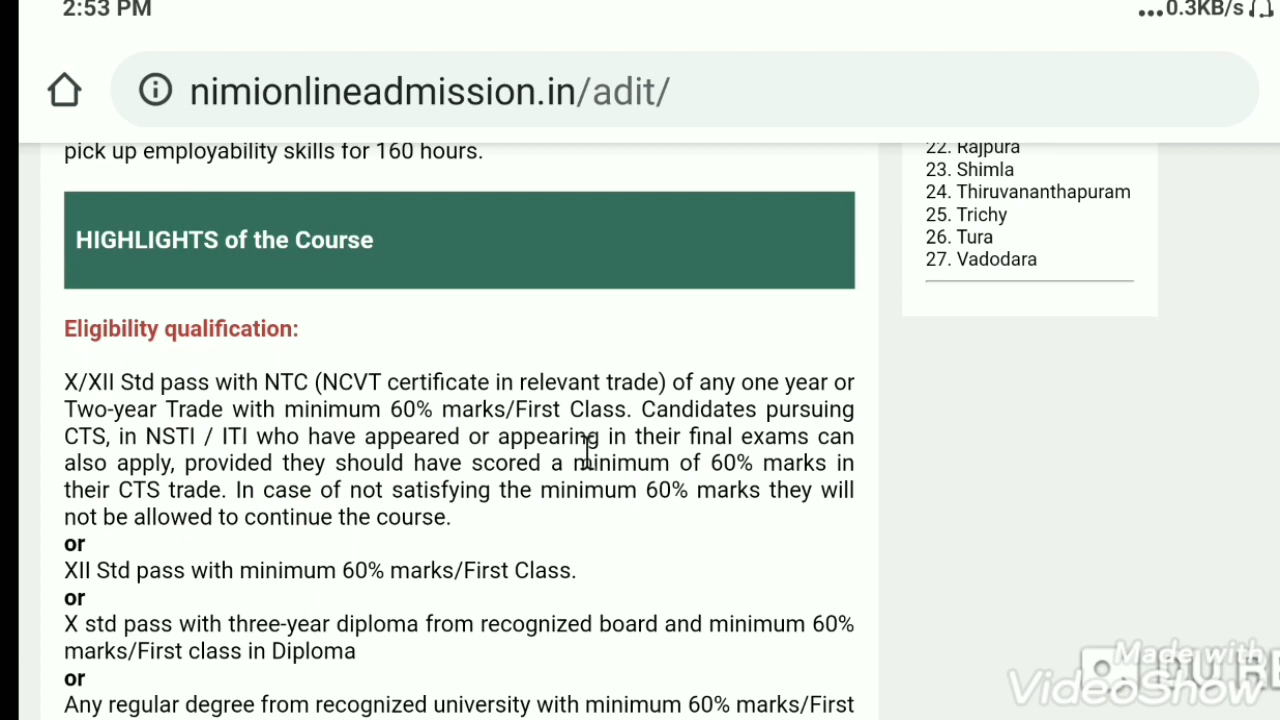 2:53 PM
...0.3KB/s
nimionlineadmission.in/adit/
pick up employability skills for 160 hours.
HIGHLIGHTS of the Course
Eligibility qualification:
X/XII Std pass with NTC (NCVT certificate in relevant trade) of any one year or
Two-year Trade with minimum 60% marks/First Class. Candidates pursuing
CTS, in NSTI / ITI who have appeared or appearing in their final exams can
also apply, provided they should have scored a minimum of 60% marks in
their CTS trade. In case of not satisfying the minimum 60% marks they will
not be allowed to continue the course.
or
XII Std pass with minimum 60% marks/First Class.
or
X std pass with three-year diploma from recognized board and minimum 60%
marks/First class in Diploma
or
Any regular degree from recognized university with minimum 60% marks/First
22. Rajpura
23. Shimla
24. Thiruvananthapuram
25. Trichy
26. Tura
27. Vadodara
Made with
VideoShow